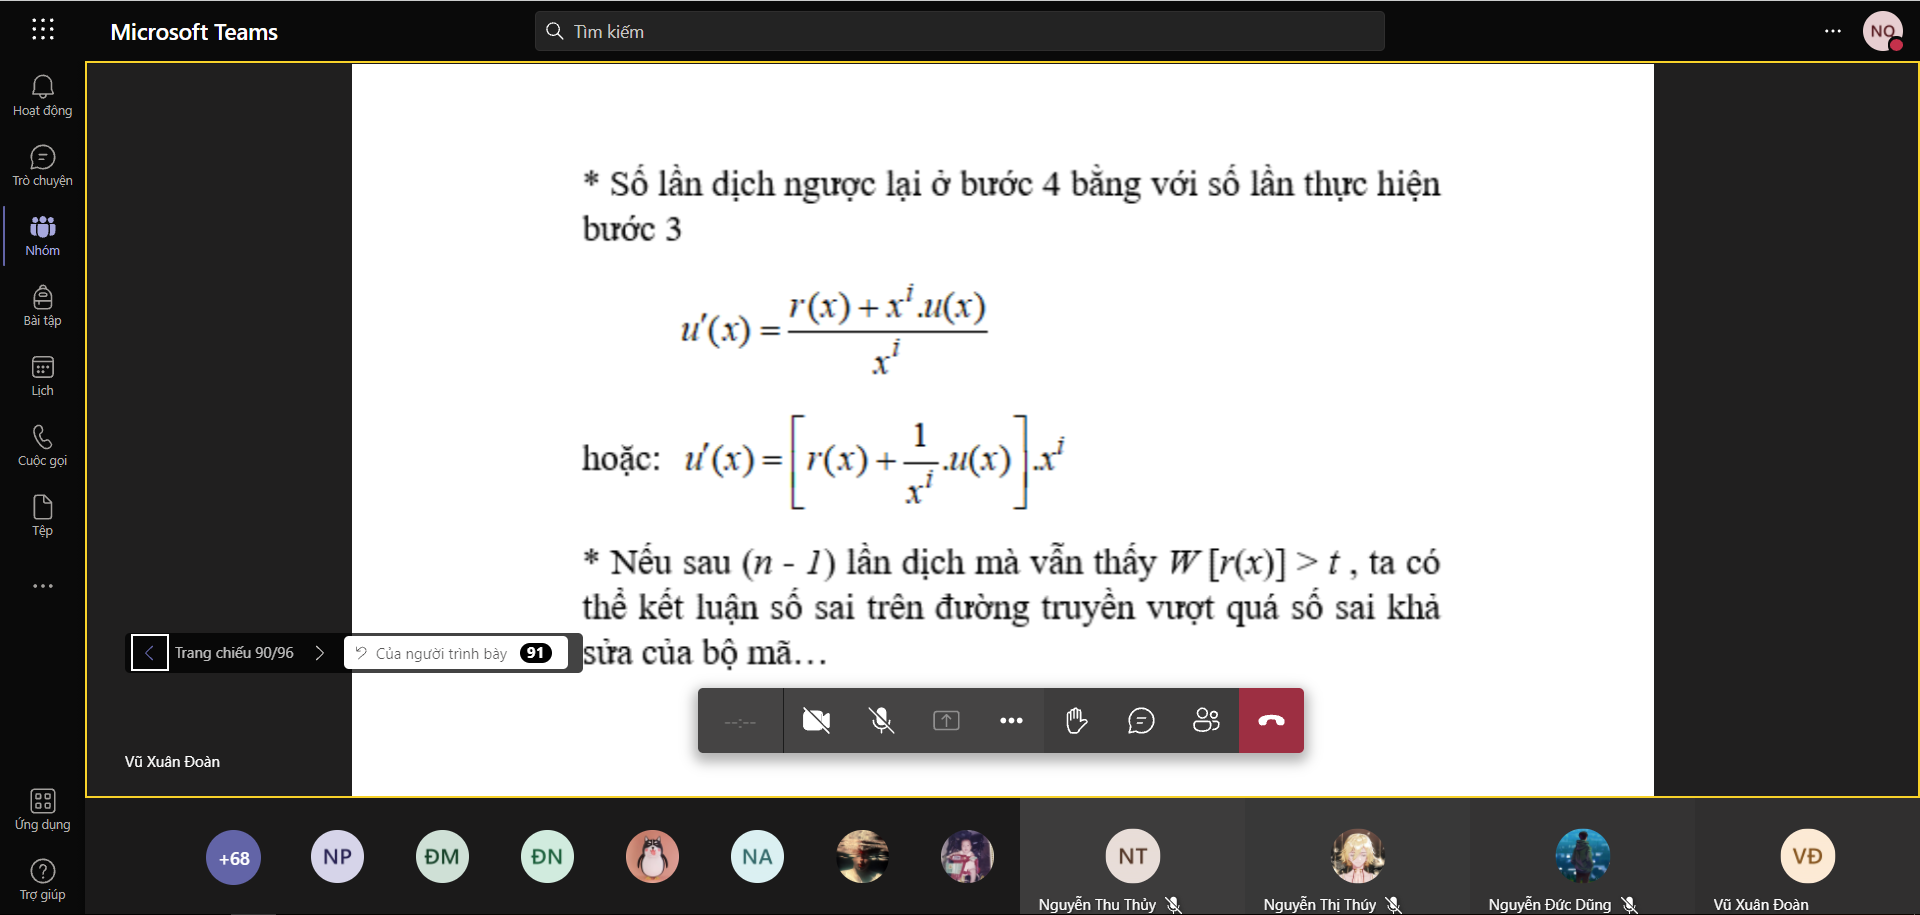 Microsoft Teams
Tìm kiếm
NQ
Hoạt động
Trò chuyện
Nhóm
Bài tập
Lịch
Cuộc gọi
Tệp
Ứng dụng
Trợ giúp
* Số lần dịch ngược lại ở bước 4 bằng với số lần thực hiện
bước 3
u'(x) = (r(x) + x^i.u(x)) / x^i
hoặc: u'(x) = [r(x) + 1/x^i .u(x)].x^i
* Nếu sau (n - 1) lần dịch mà vẫn thấy W [r(x)] > t , ta có
thể kết luận số sai trên đường truyền vượt quá số sai khả
sửa của bộ mã...
Trang chiếu 90/96
Của người trình bày 91
--:--
Vũ Xuân Đoàn
+68
NP
ĐM
ĐN
NA
NT
VĐ
Nguyễn Thu Thủy
Nguyễn Thị Thúy
Nguyễn Đức Dũng
Vũ Xuân Đoàn